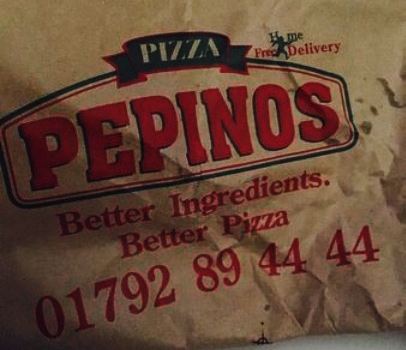 PIZZA
Home
Free Delivery
PEPINOS
Better Ingredients.
Better Pizza
01792 89 44 44